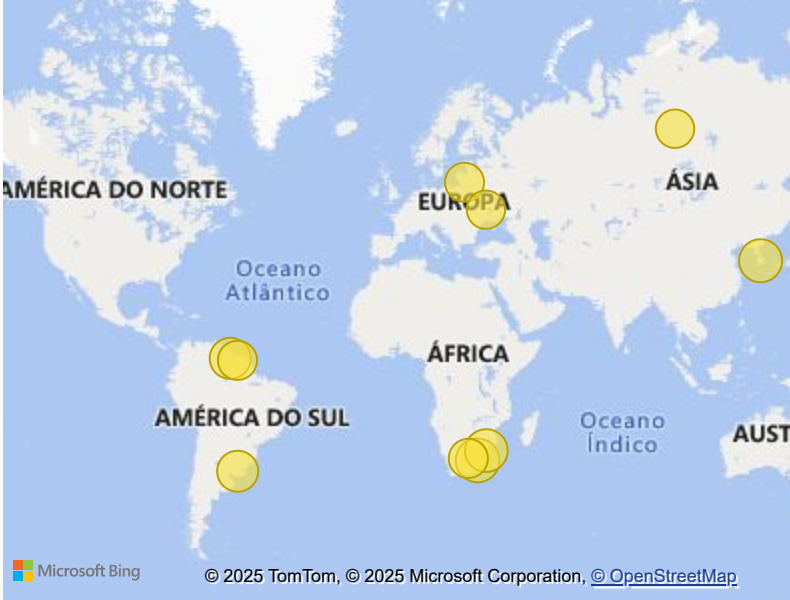 AMÉRICA DO NORTE
EUROPA
ÁSIA
Oceano
Atlântico
ÁFRICA
AMÉRICA DO SUL
Oceano
Índico
AUST
Microsoft Bing
© 2025 TomTom, © 2025 Microsoft Corporation, © OpenStreetMap